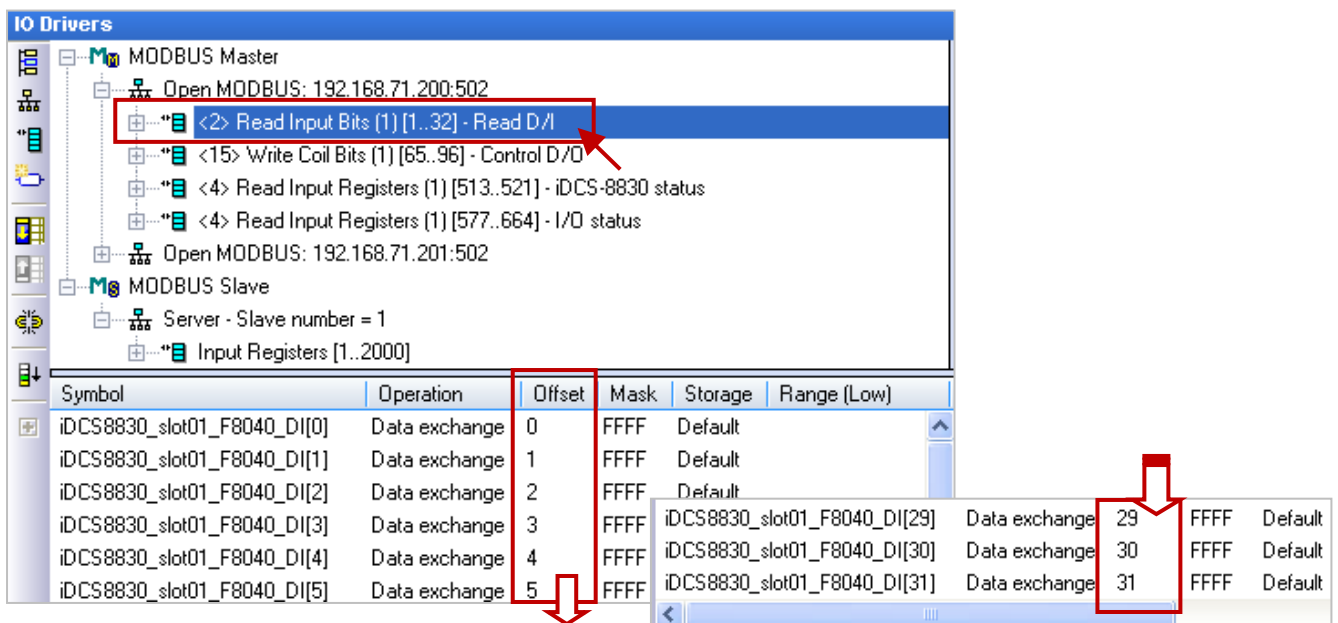 IO Drivers
MODBUS Master
Open MODBUS: 192.168.71.200:502
<2> Read Input Bits (1) [1..32] - Read D/I
<15> Write Coil Bits (1) [65..96] - Control D/O
<4> Read Input Registers (1) [513..521] - iDCS-8830 status
<4> Read Input Registers (1) [577..664] - I/O status
Open MODBUS: 192.168.71.201:502
MODBUS Slave
Server - Slave number = 1
Input Registers [1..2000]
Symbol Operation Offset Mask Storage Range (Low)
iDCS8830_slot01_F8040_DI[0] Data exchange 0 FFFF Default
iDCS8830_slot01_F8040_DI[1] Data exchange 1 FFFF Default
iDCS8830_slot01_F8040_DI[2] Data exchange 2 FFFF Default
iDCS8830_slot01_F8040_DI[3] Data exchange 3 FFFF
iDCS8830_slot01_F8040_DI[4] Data exchange 4 FFFF
iDCS8830_slot01_F8040_DI[5] Data exchange 5 FFFF
iDCS8830_slot01_F8040_DI[29] Data exchange 29 FFFF Default
iDCS8830_slot01_F8040_DI[30] Data exchange 30 FFFF Default
iDCS8830_slot01_F8040_DI[31] Data exchange 31 FFFF Default